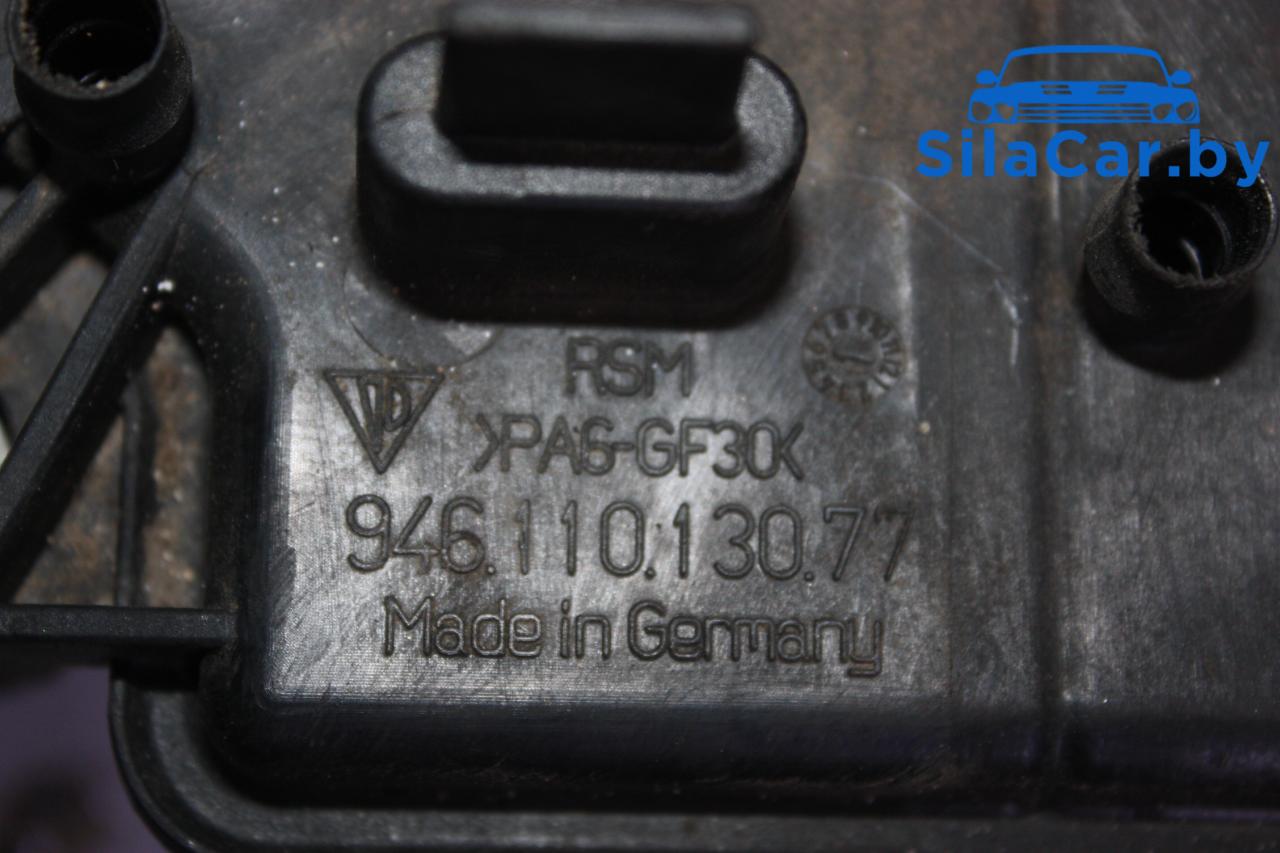 SilaCar.by
RSM
>PA6-GF30<
946.110.130.77
Made in Germany